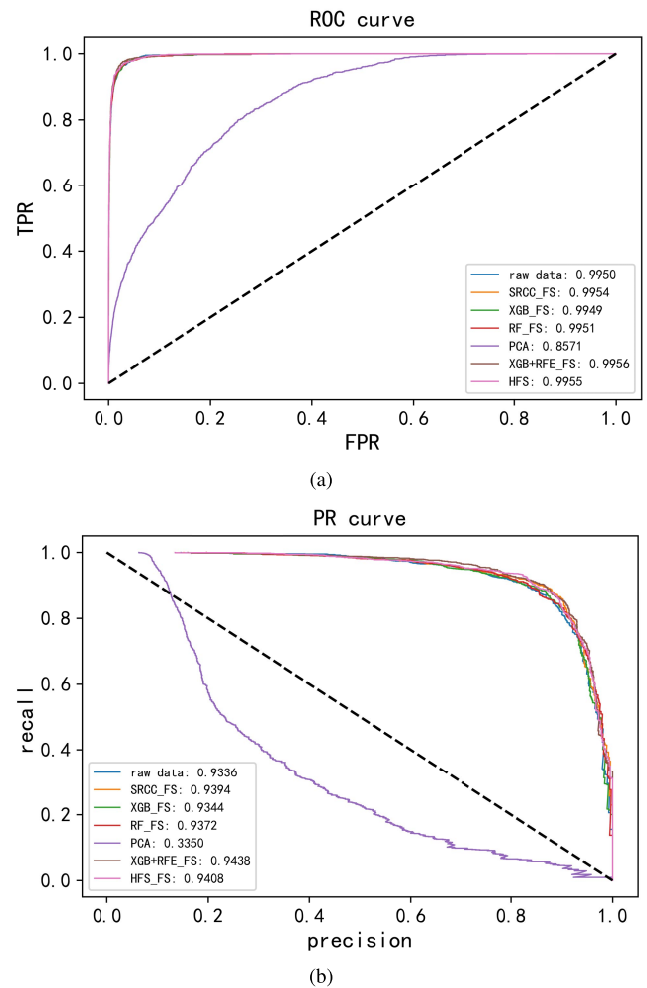 ROC curve
1.0
0.8
0.6
0.4
0.2
0.0
TPR
raw data: 0.9950
SRCC_FS: 0.9954
XGB_FS: 0.9949
RF_FS: 0.9951
PCA: 0.8571
XGB+RFE_FS: 0.9956
HFS: 0.9955
0.0 0.2 0.4 0.6 0.8 1.0
FPR
(a)
PR curve
1.0
0.8
0.6
0.4
0.2
0.0
recall
raw data: 0.9336
SRCC_FS: 0.9394
XGB_FS: 0.9344
RF_FS: 0.9372
PCA: 0.3350
XGB+RFE_FS: 0.9438
HFS_FS: 0.9408
0.0 0.2 0.4 0.6 0.8 1.0
precision
(b)